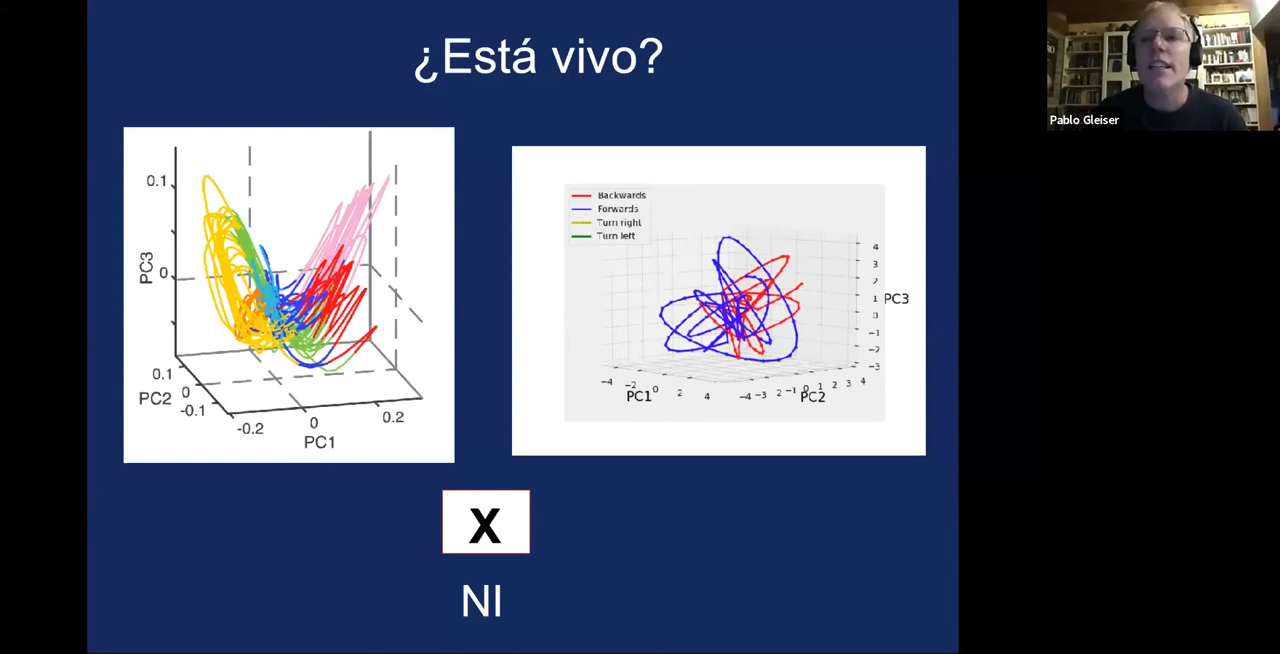 ¿Está vivo?
Pablo Gleiser
0.1
PC3
0
0.1
PC2
0
-0.1
-0.2
0
0.2
PC1
Backwards
Forwards
Turn right
Turn left
4
3
2
1
0
−1
−2
−3
PC3
−4
−2
0
2
4
PC1
−4
−3
2
−1
0
1
2
3
4
PC2
X
NI